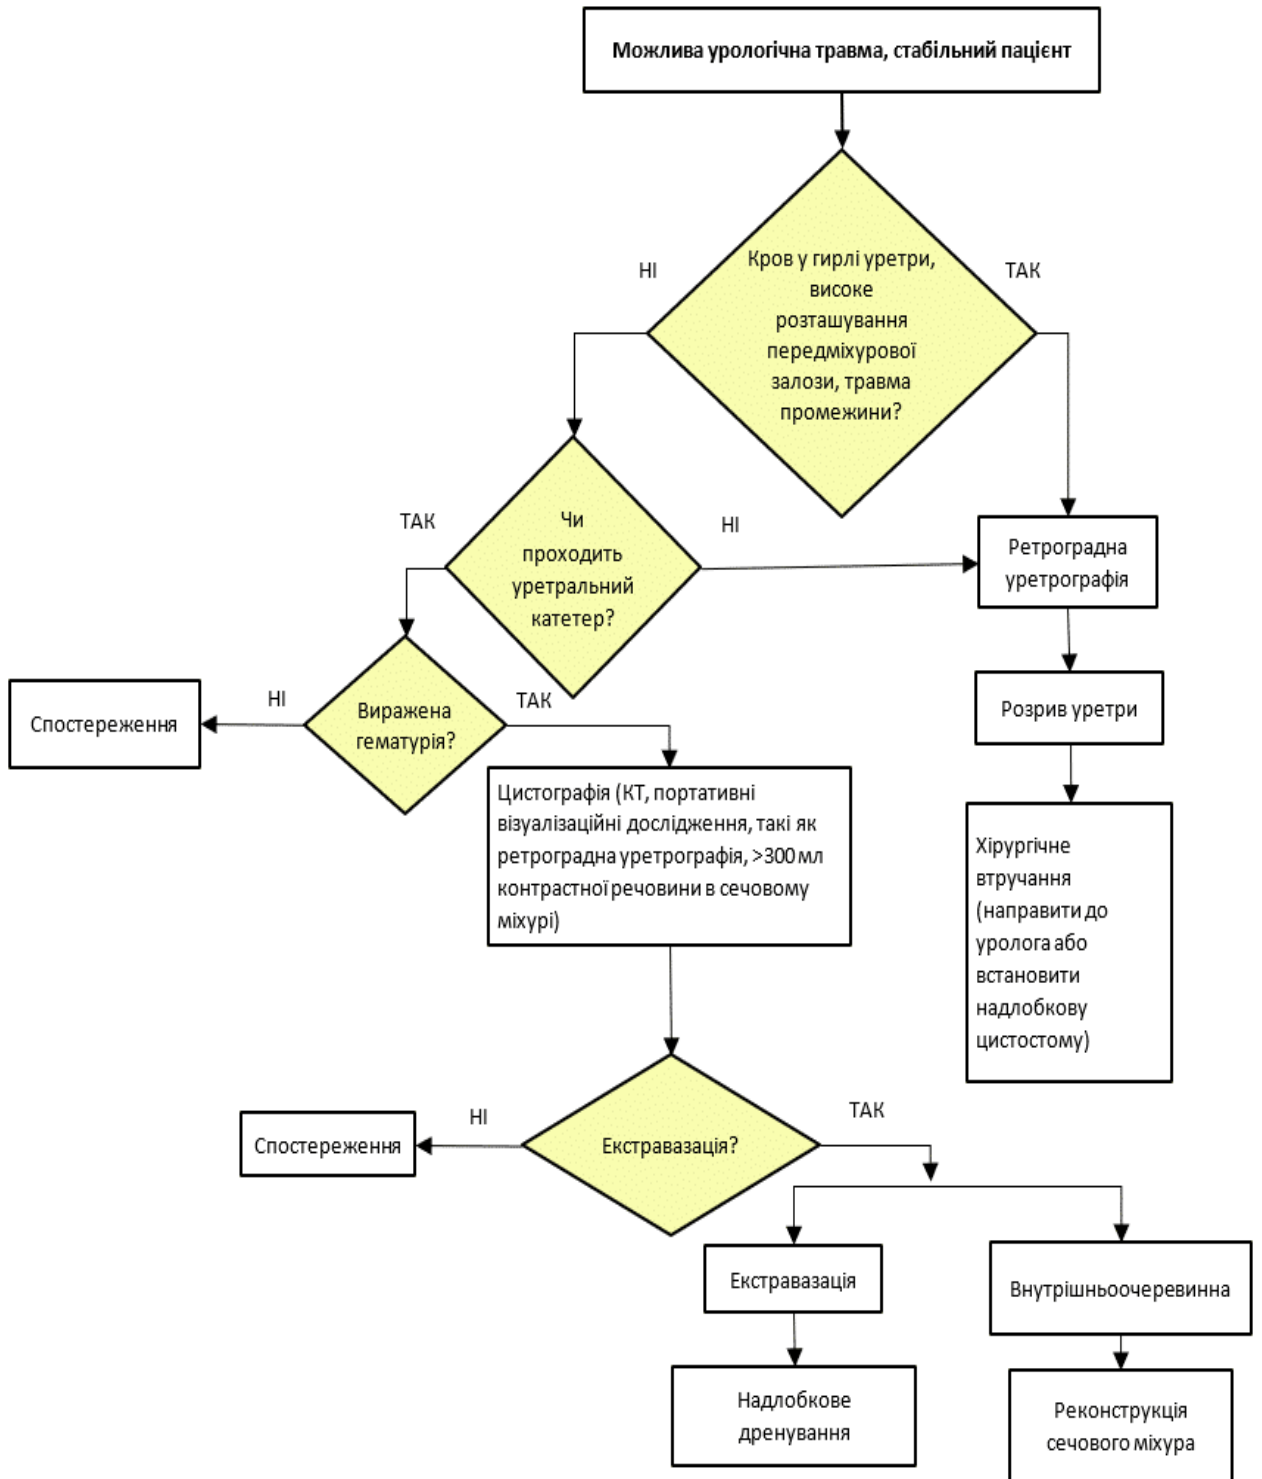 Можлива урологічна травма, стабільний пацієнт
НІ
ТАК
Кров у гирлі уретри,
високе
розташування
передміхурової
залози, травма
промежини?
ТАК
НІ
Чи
проходить
уретральний
катетер?
Ретроградна
уретрографія
НІ
ТАК
Спостереження
Виражена
гематурія?
Розрив уретри
Цистографія (КТ, портативні
візуалізаційні дослідження, такі як
ретроградна уретрографія, >300 мл
контрастної речовини в сечовому
міхурі)
Хірургічне
втручання
(направити до
уролога або
встановити
надлобкову
цистостому)
НІ
ТАК
Спостереження
Екстравазація?
Екстравазація
Внутрішньоочеревинна
Надлобкове
дренування
Реконструкція
сечового міхура